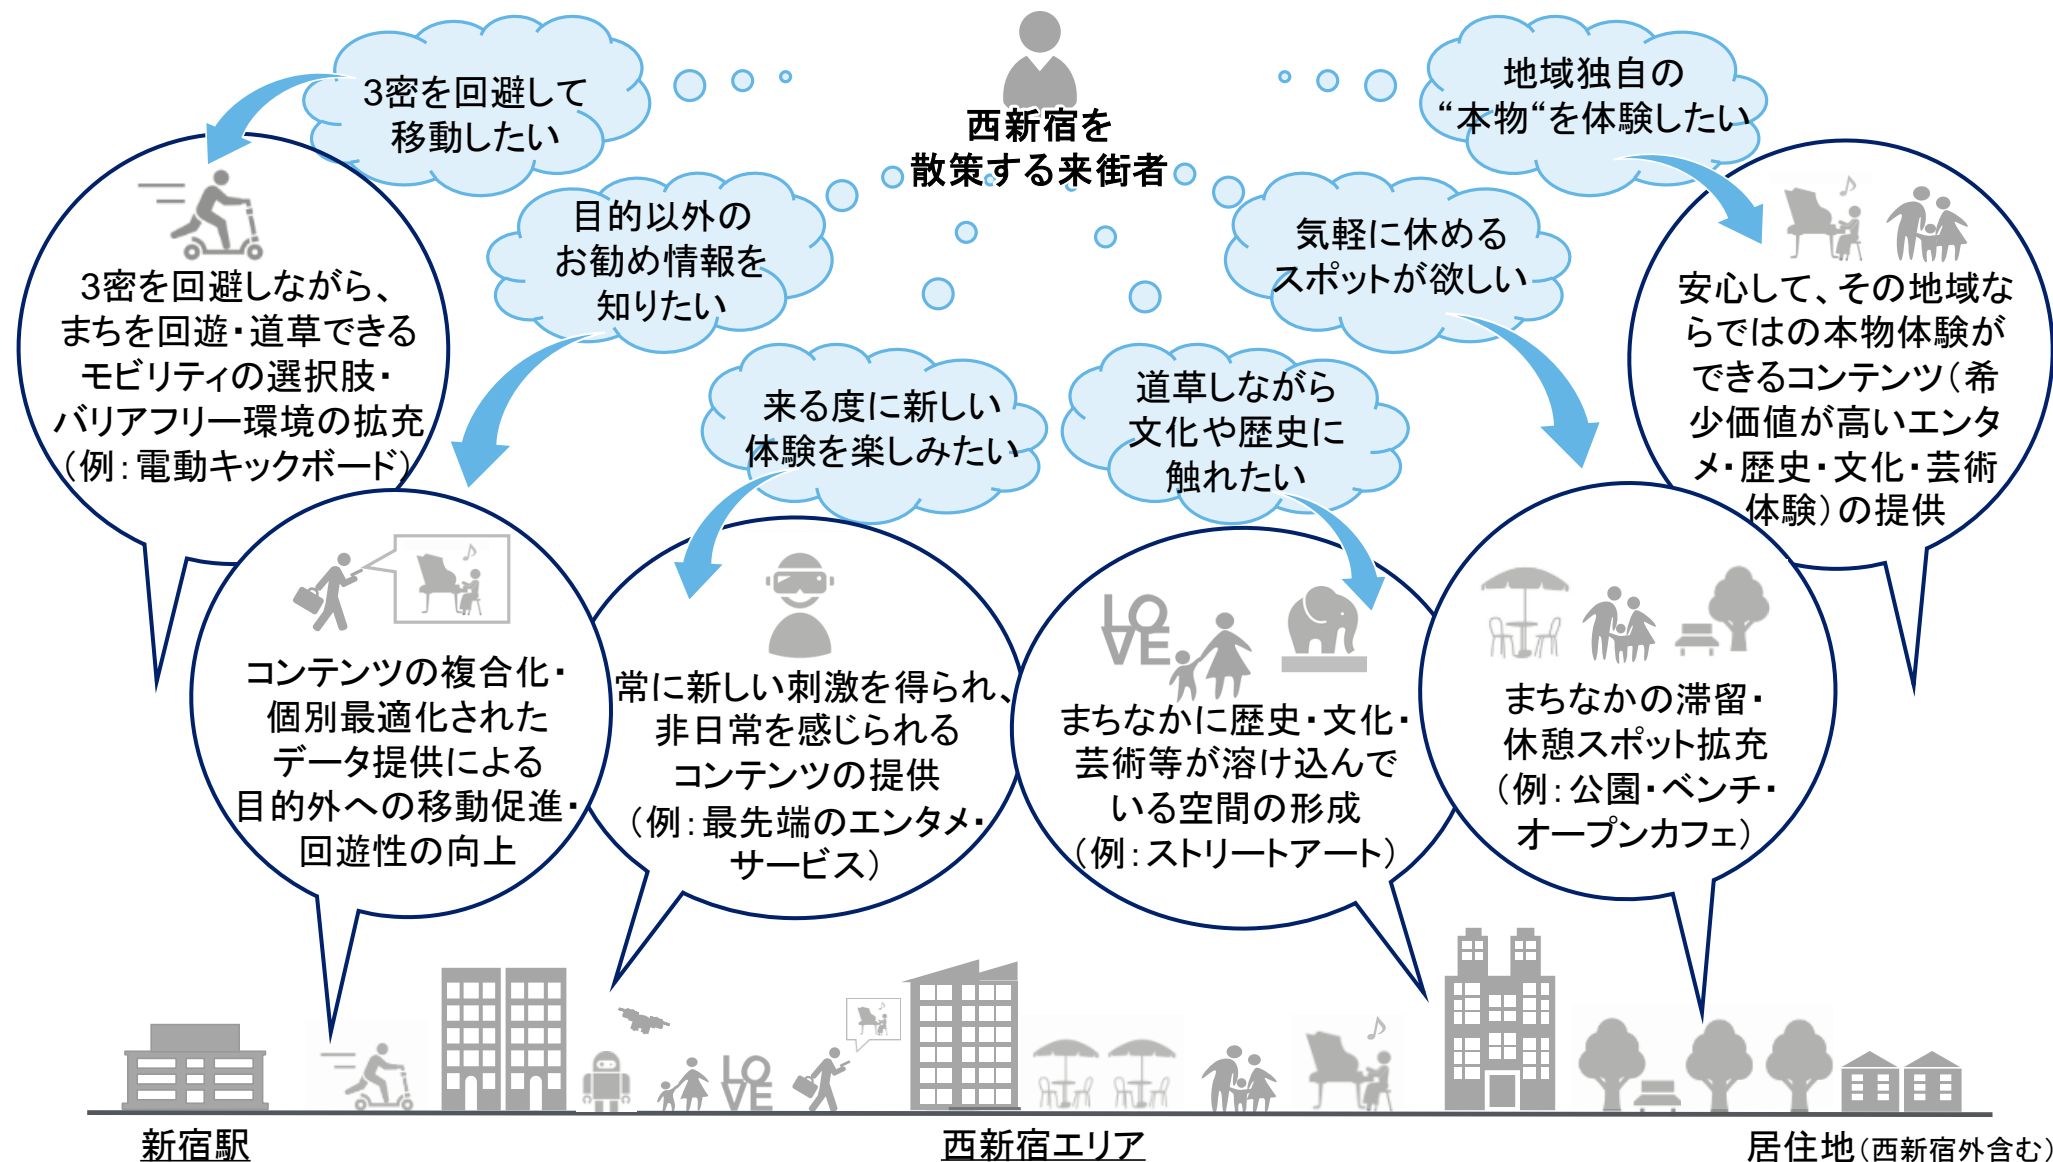 西新宿を
散策する来街者
3密を回避して
移動したい
目的以外の
お勧め情報を
知りたい
来る度に新しい
体験を楽しみたい
道草しながら
文化や歴史に
触れたい
気軽に休める
スポットが欲しい
地域独自の
“本物“を体験したい
3密を回避しながら、
まちを回遊・道草できる
モビリティの選択肢・
バリアフリー環境の拡充
（例：電動キックボード）
コンテンツの複合化・
個別最適化された
データ提供による
目的外への移動促進・
回遊性の向上
常に新しい刺激を得られ、
非日常を感じられる
コンテンツの提供
（例：最先端のエンタメ・
サービス）
LO
VE
まちなかに歴史・文化・
芸術等が溶け込んで
いる空間の形成
（例：ストリートアート）
まちなかの滞留・
休憩スポット拡充
（例：公園・ベンチ・
オープンカフェ）
安心して、その地域な
らではの本物体験が
できるコンテンツ（希
少価値が高いエンタ
メ・歴史・文化・芸術
体験）の提供
LO
VE
新宿駅
西新宿エリア
居住地（西新宿外含む）